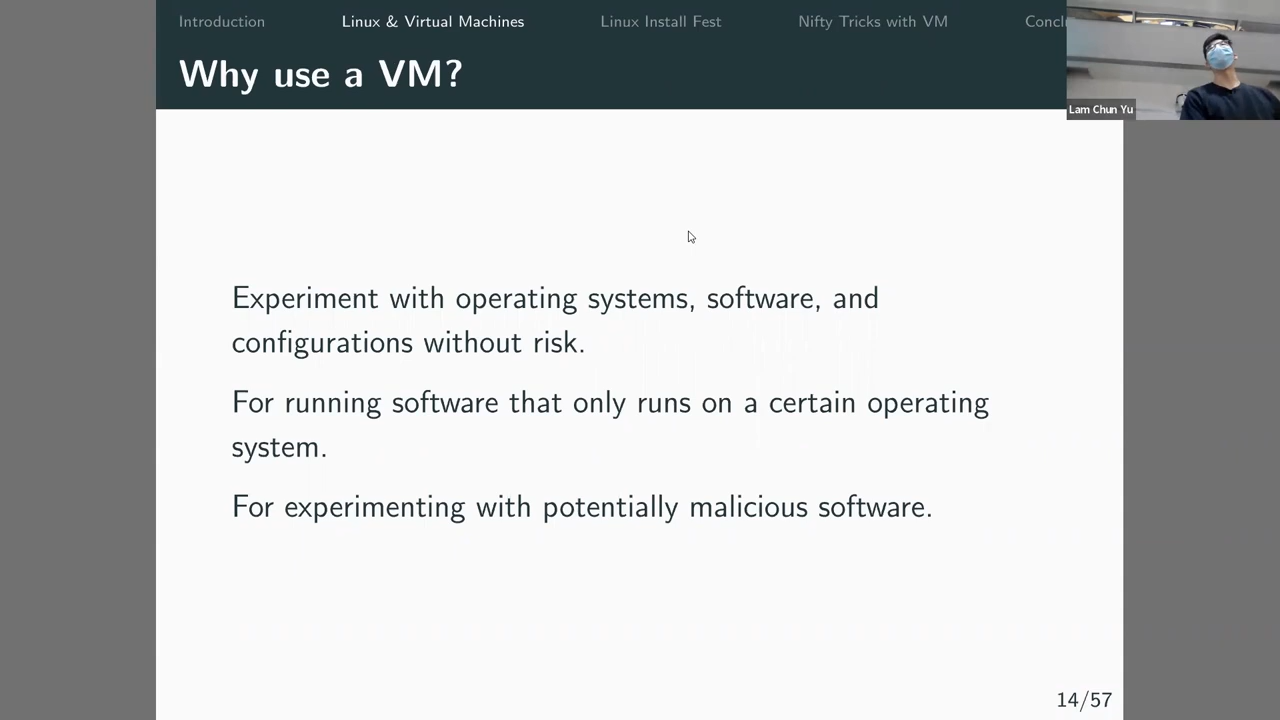 Introduction Linux & Virtual Machines Linux Install Fest Nifty Tricks with VM
Why use a VM?
Lam Chun Yu
Experiment with operating systems, software, and
configurations without risk.
For running software that only runs on a certain operating
system.
For experimenting with potentially malicious software.
14/57